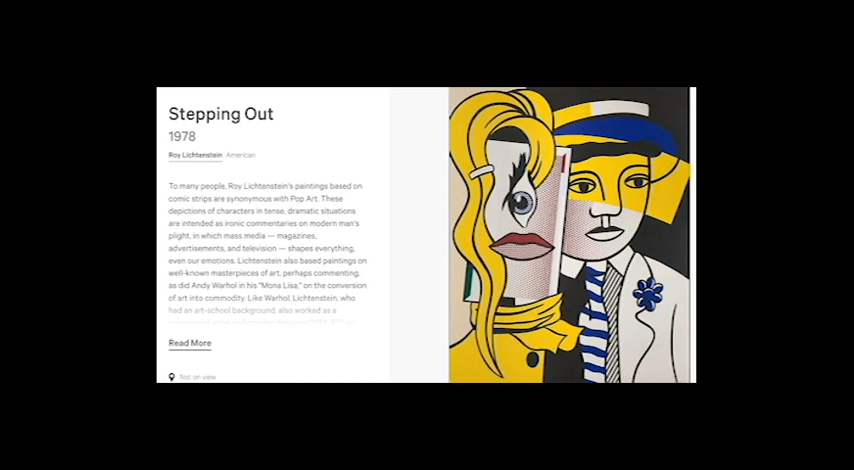 Stepping Out
1978
Roy Lichtenstein American
To many people, Roy Lichtenstein's paintings based on
comic strips are synonymous with Pop Art. These
depictions of characters in tense, dramatic situations
are intended as ironic commentaries on modern man's
plight, in which mass media — magazines,
advertisements, and television — shapes everything,
even our emotions. Lichtenstein also based paintings on
well-known masterpieces of art, perhaps commenting,
as did Andy Warhol in his "Mona Lisa," on the conversion
of art into commodity. Like Warhol, Lichtenstein, who
had an art-school background, also worked as a
Read More
Not on view